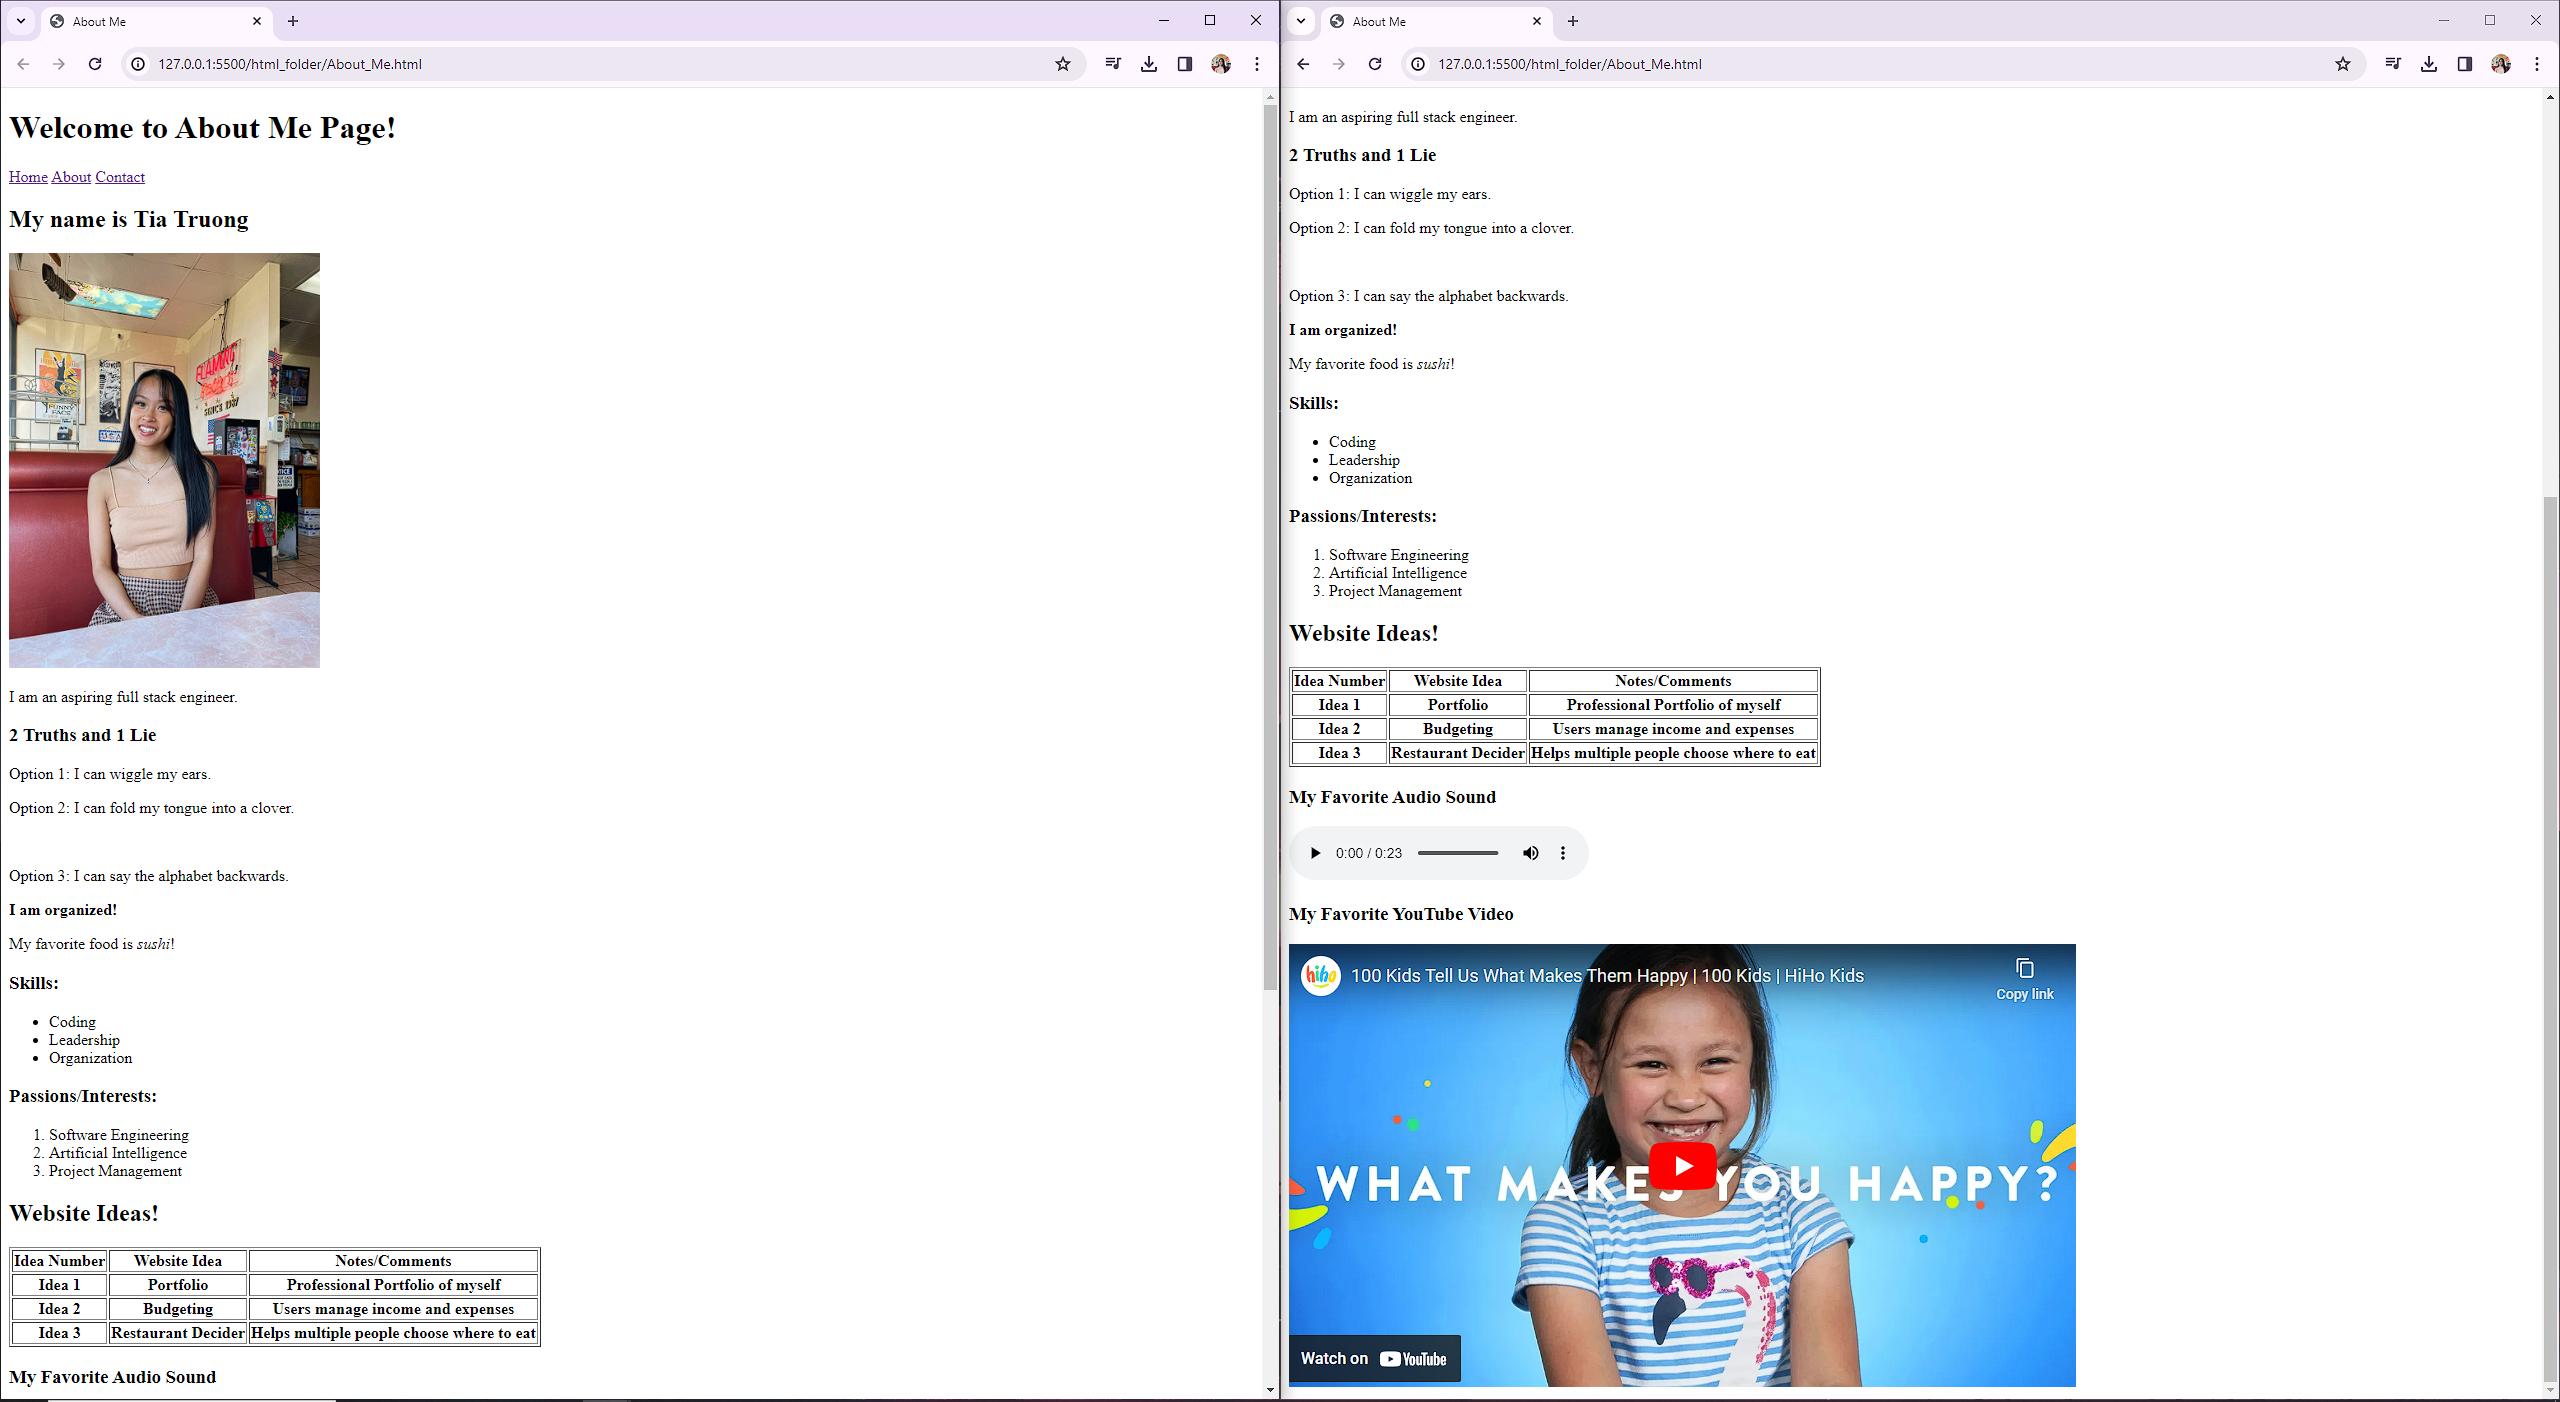 About Me
127.0.0.1:5500/html_folder/About_Me.html
Welcome to About Me Page!
Home About Contact
My name is Tia Truong
FLAMING
SINCE 1987
FUNNY FACE
USA
I am an aspiring full stack engineer.
2 Truths and 1 Lie
Option 1: I can wiggle my ears.
Option 2: I can fold my tongue into a clover.
Option 3: I can say the alphabet backwards.
I am organized!
My favorite food is sushi!
Skills:
• Coding
• Leadership
• Organization
Passions/Interests:
1. Software Engineering
2. Artificial Intelligence
3. Project Management
Website Ideas!
Idea Number Website Idea Notes/Comments
Idea 1 Portfolio Professional Portfolio of myself
Idea 2 Budgeting Users manage income and expenses
Idea 3 Restaurant Decider Helps multiple people choose where to eat
My Favorite Audio Sound
About Me
127.0.0.1:5500/html_folder/About_Me.html
I am an aspiring full stack engineer.
2 Truths and 1 Lie
Option 1: I can wiggle my ears.
Option 2: I can fold my tongue into a clover.
Option 3: I can say the alphabet backwards.
I am organized!
My favorite food is sushi!
Skills:
• Coding
• Leadership
• Organization
Passions/Interests:
1. Software Engineering
2. Artificial Intelligence
3. Project Management
Website Ideas!
Idea Number Website Idea Notes/Comments
Idea 1 Portfolio Professional Portfolio of myself
Idea 2 Budgeting Users manage income and expenses
Idea 3 Restaurant Decider Helps multiple people choose where to eat
My Favorite Audio Sound
0:00 / 0:23
My Favorite YouTube Video
hiho 100 Kids Tell Us What Makes Them Happy | 100 Kids | HiHo Kids
Copy link
WHAT MAKES YOU HAPPY?
Watch on YouTube